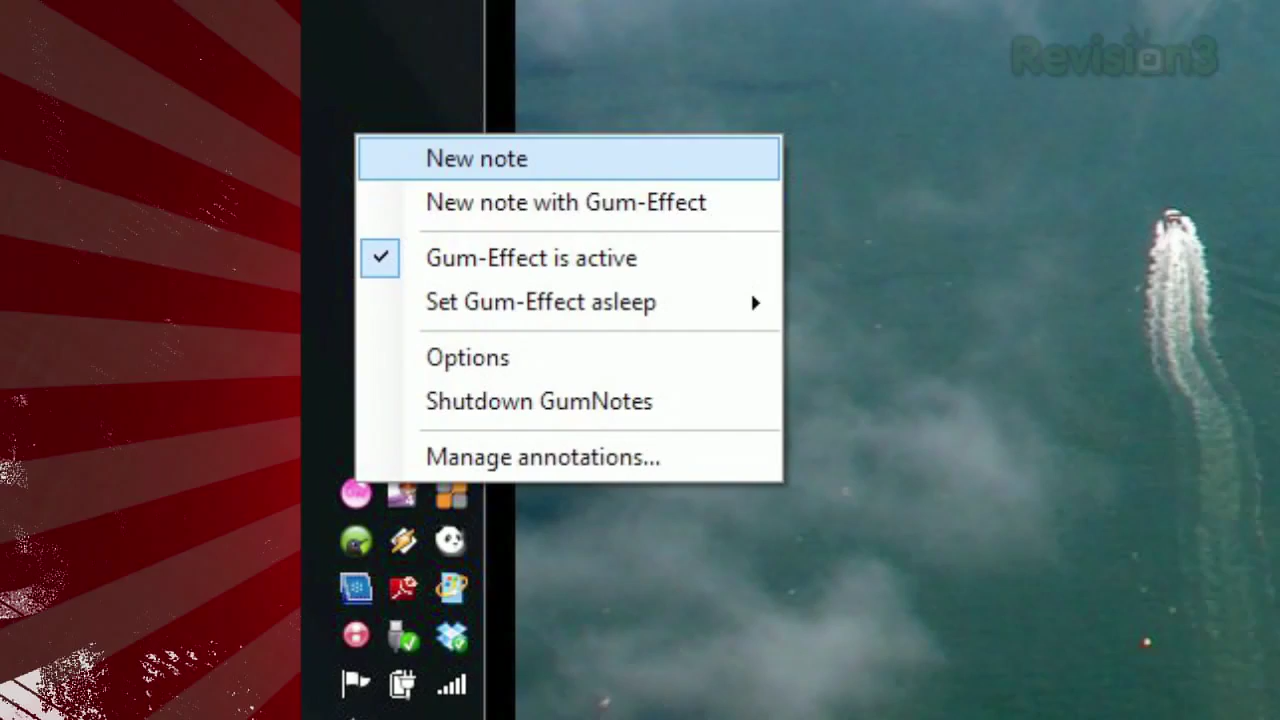 Revision3
New note
New note with Gum-Effect
Gum-Effect is active
Set Gum-Effect asleep
Options
Shutdown GumNotes
Manage annotations...